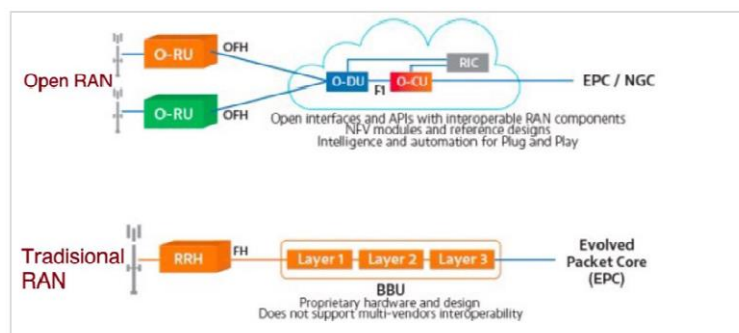 Open RAN
O-RU
OFH
O-RU
OFH
O-DU
F1
O-CU
RIC
EPC / NGC
Open interfaces and APIs with interoperable RAN components
NFV modules and reference designs
Intelligence and automation for Plug and Play
Tradisional
RAN
RRH
FH
Layer 1
Layer 2
Layer 3
BBU
Proprietary hardware and design
Does not support multi-vendors interoperability
Evolved
Packet Core
(EPC)